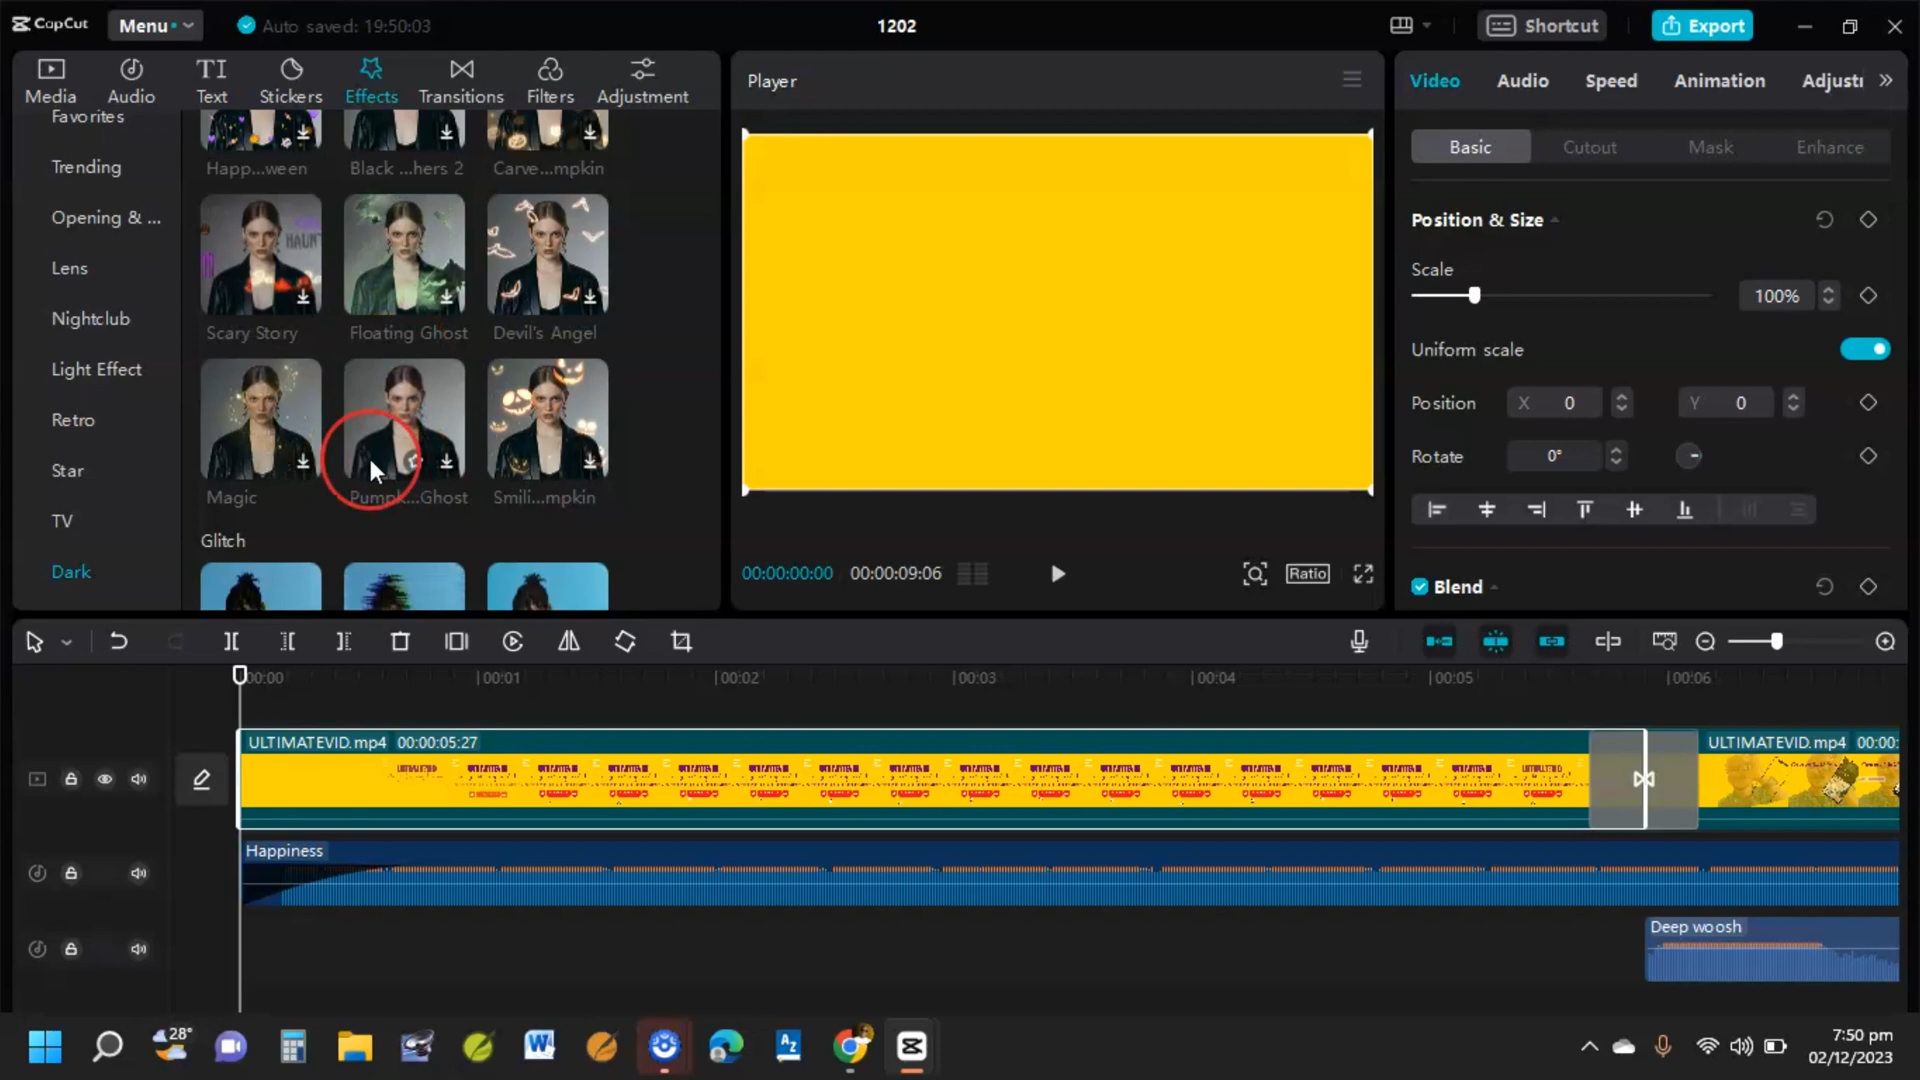 CapCut
Menu
Auto saved: 19:50:03
1202
Shortcut
Export
Media
Audio
Text
Stickers
Effects
Transitions
Filters
Adjustment
Player
Video
Audio
Speed
Animation
Adjustı
Favorites
Trending
Opening & ...
Lens
Nightclub
Light Effect
Retro
Star
TV
Dark
Happ...ween
Black ...hers 2
Carve...mpkin
Scary Story
Floating Ghost
Devil's Angel
Magic
Pumpk...Ghost
Smili...mpkin
Glitch
Basic
Cutout
Mask
Enhance
Position & Size
Scale
100%
Uniform scale
Position
X 0
Y 0
Rotate
0°
Blend
00:00:00:00
00:00:09:06
Ratio
00:00
00:01
00:02
00:03
00:04
00:05
00:06
ULTIMATEVID.mp4 00:00:05:27
ULTIMATEVID.mp4 00:00:
Happiness
Deep woosh
28°
7:50 pm
02/12/2023